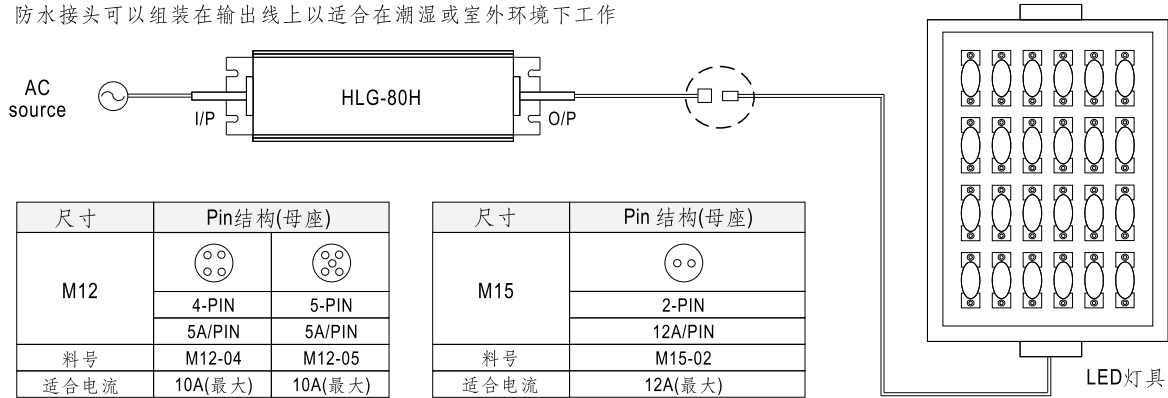 防水接头可以组装在输出线上以适合在潮湿或室外环境下工作
AC
source
I/P
HLG-80H
O/P
尺寸 Pin结构(母座)
M12
4-PIN 5-PIN
5A/PIN 5A/PIN
料号 M12-04 M12-05
适合电流 10A(最大) 10A(最大)
尺寸 Pin 结构(母座)
M15
2-PIN
12A/PIN
料号 M15-02
适合电流 12A(最大)
LED灯具